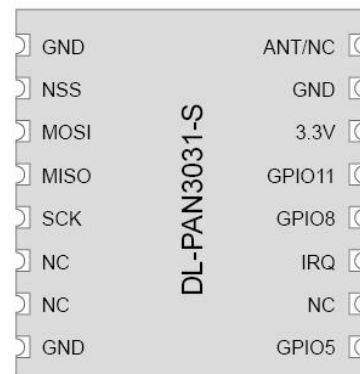 GND ANT/NC
NSS GND
MOSI 3.3V
MISO GPIO11
SCK GPIO8
NC IRQ
NC NC
GND GPIO5
DL-PAN3031-S